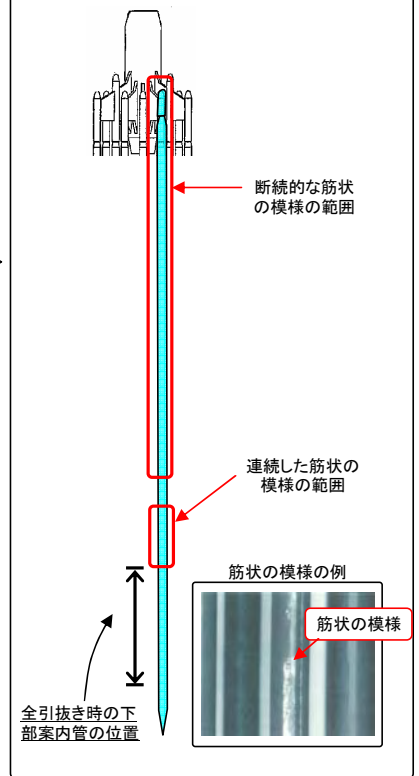 断続的な筋状
の模様の範囲
連続した筋状の
模様の範囲
筋状の模様の例
筋状の模様
全引抜き時の下
部案内管の位置